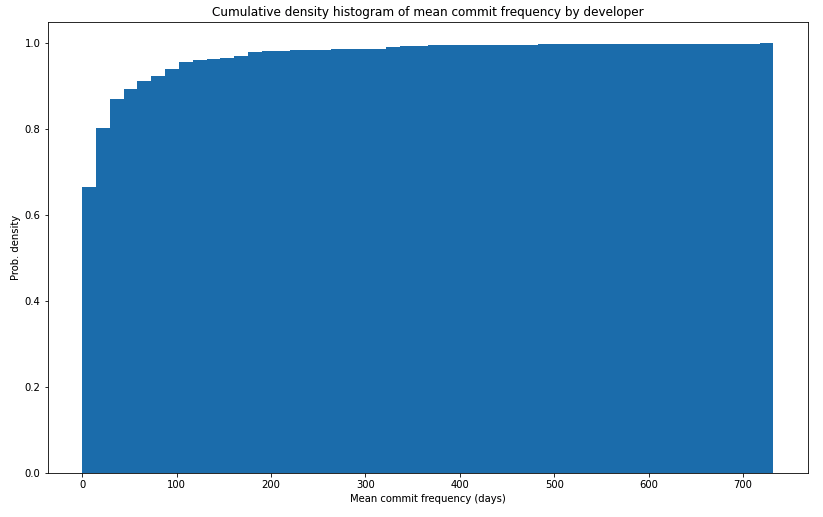 Cumulative density histogram of mean commit frequency by developer
1.0
0.8
0.6
0.4
0.2
0.0
Prob. density
0 100 200 300 400 500 600 700
Mean commit frequency (days)